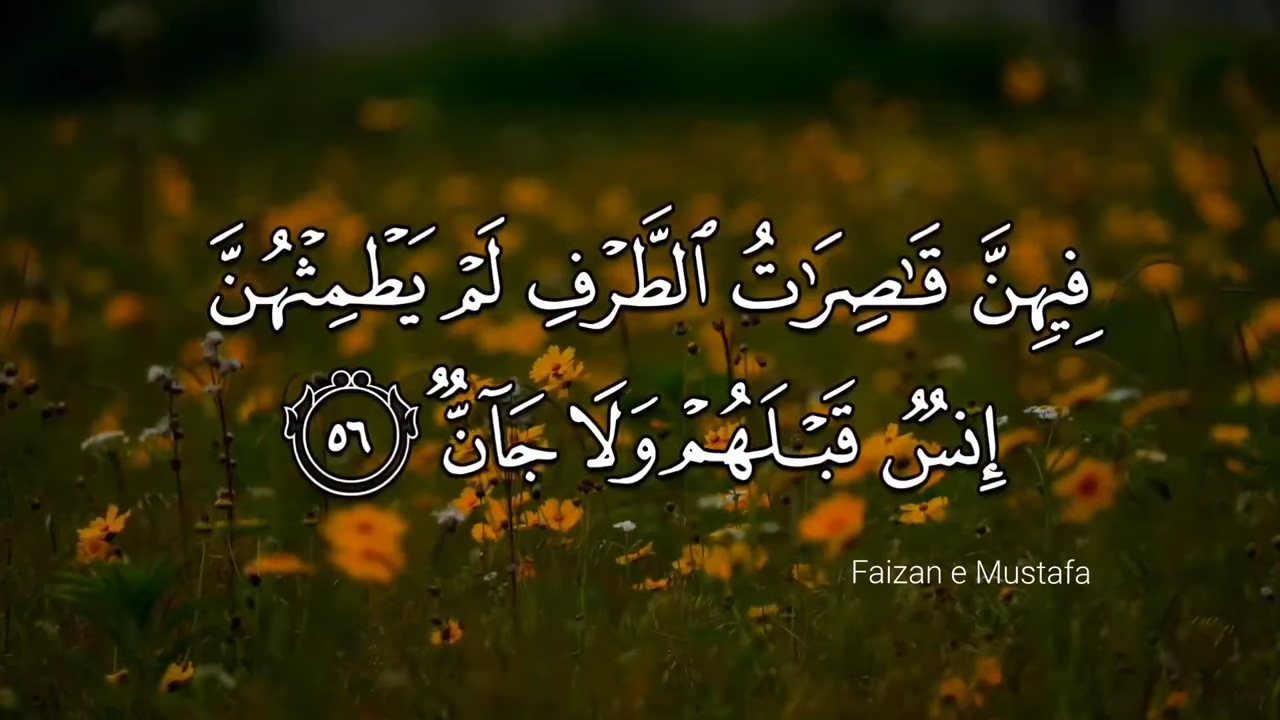 فِيهِنَّ قَـٰصِرَٰتُ ٱلطَّرْفِ لَمْ يَطْمِثْهُنَّ
إِنسٌ قَبْلَهُمْ وَلَا جَآنٌّ ٥٦
Faizan e Mustafa